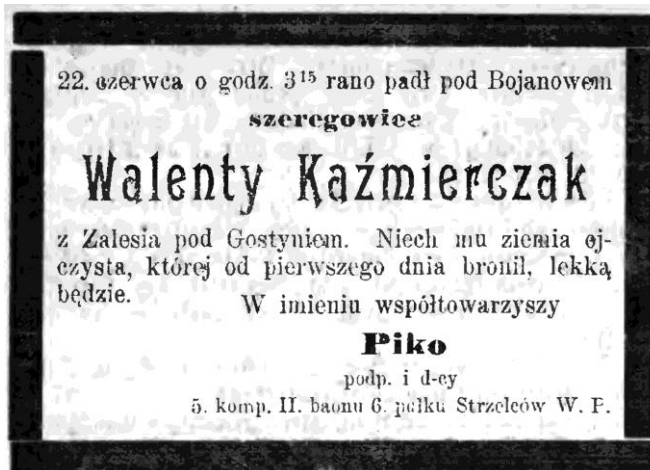 22. czerwca o godz. 3¹⁵ rano padł pod Bojanowem
szeregowiec
Walenty Kaźmierczak
z Zalesia pod Gostyniem. Niech mu ziemia oj-
czysta, której od pierwszego dnia bronił, lekką
będzie.
W imieniu współtowarzyszy
Piko
podp. i d-cy
5. komp. II. baonu 6. pułku Strzelców W. P.